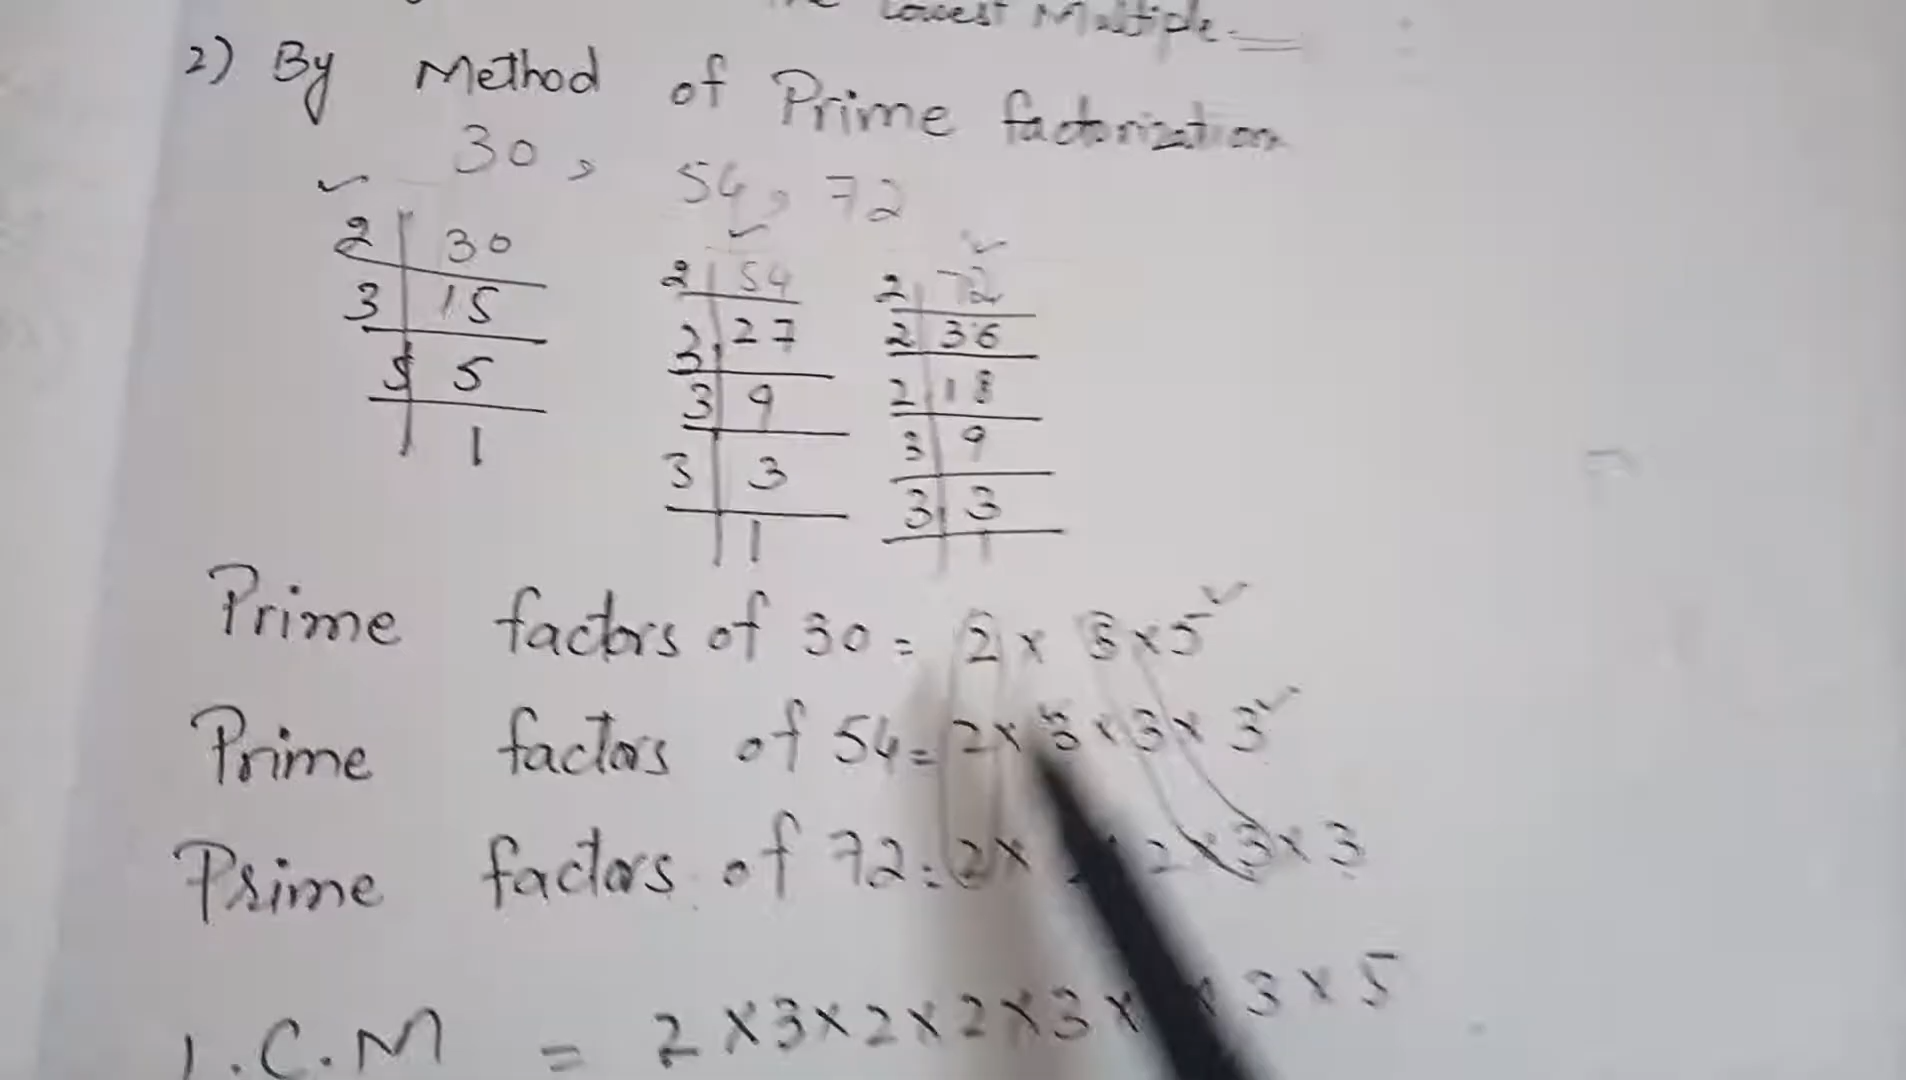 Lowest Multiple
2) By Method of Prime factorization
30, 54, 72
2 | 30
3 | 15
5 | 5
1
2 | 54
3 | 27
3 | 9
3 | 3
1
2 | 72
2 | 36
2 | 18
3 | 9
3 | 3
1
Prime factors of 30 = 2 × 3 × 5
Prime factors of 54 = 2 × 3 × 3 × 3
Prime factors of 72 = 2 × 2 × 3 × 3
L.C.M = 2 × 3 × 2 × 2 × 3 × 3 × 5